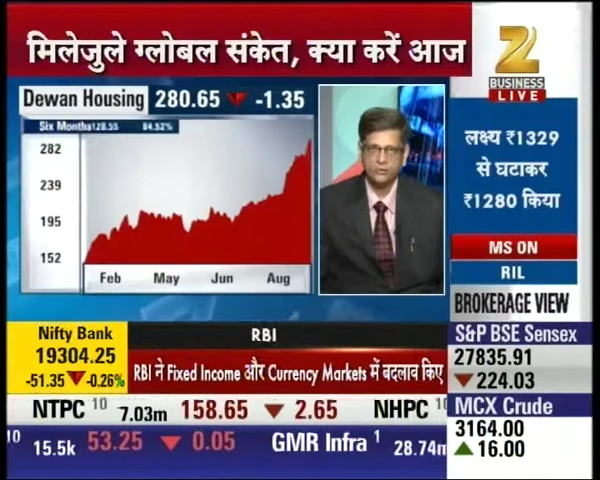 मिलेजुले ग्लोबल संकेत, क्या करें आज
Z
BUSINESS
LIVE
Dewan Housing 280.65 -1.35
Six Months 128.55 84.52%
282
239
195
152
Feb May Jun Aug
लक्ष्य ₹1329
से घटाकर
₹1280 किया
MS ON
RIL
BROKERAGE VIEW
Nifty Bank
19304.25
-51.35 -0.26%
RBI
RBI ने Fixed Income और Currency Markets में बदलाव किए
S&P BSE Sensex
27835.91
224.03
NTPC 10 7.03m 158.65 2.65 NHPC 10
MCX Crude
3164.00
16.00
10 15.5k 53.25 0.05 GMR Infra 1 28.74m